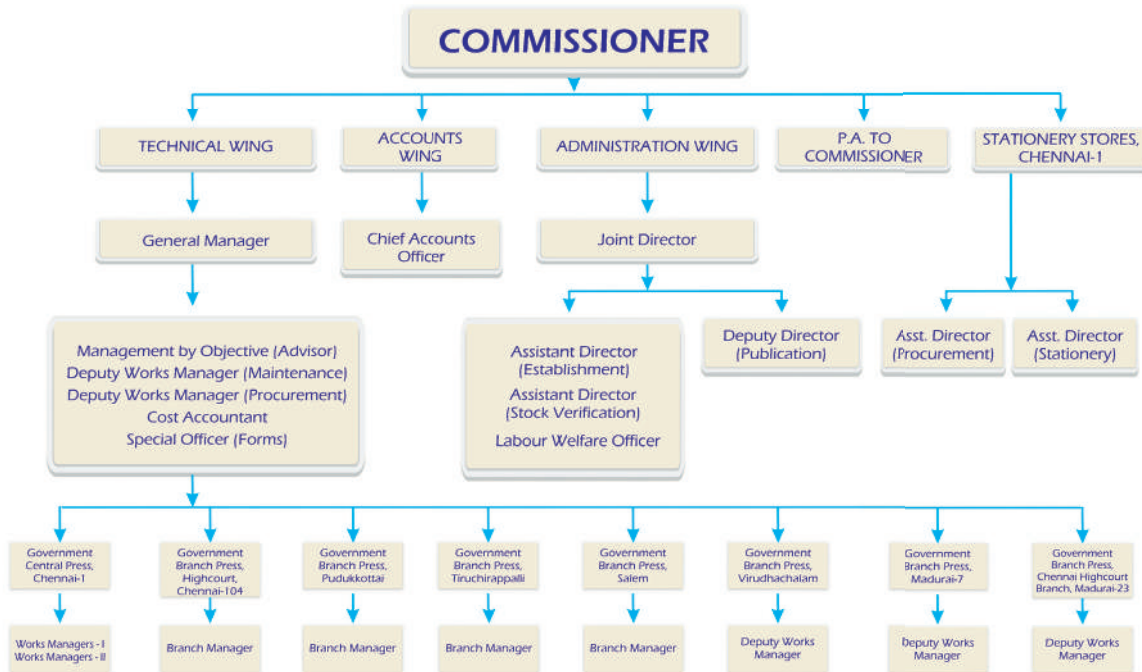 COMMISSIONER
TECHNICAL WING
ACCOUNTS
WING
ADMINISTRATION WING
P.A. TO
COMMISSIONER
STATIONERY STORES,
CHENNAI-1
General Manager
Chief Accounts
Officer
Joint Director
Management by Objective (Advisor)
Deputy Works Manager (Maintenance)
Deputy Works Manager (Procurement)
Cost Accountant
Special Officer (Forms)
Assistant Director
(Establishment)
Assistant Director
(Stock Verification)
Labour Welfare Officer
Deputy Director
(Publication)
Asst. Director
(Procurement)
Asst. Director
(Stationery)
Government
Central Press,
Chennai-1
Government
Branch Press,
Highcourt,
Chennai-104
Government
Branch Press,
Pudukkottai
Government
Branch Press,
Tiruchirappalli
Government
Branch Press,
Salem
Government
Branch Press,
Virudhachalam
Government
Branch Press,
Madurai-7
Government
Branch Press,
Chennai Highcourt
Branch, Madurai-23
Works Managers - I
Works Managers - II
Branch Manager
Branch Manager
Branch Manager
Branch Manager
Deputy Works
Manager
Deputy Works
Manager
Deputy Works
Manager